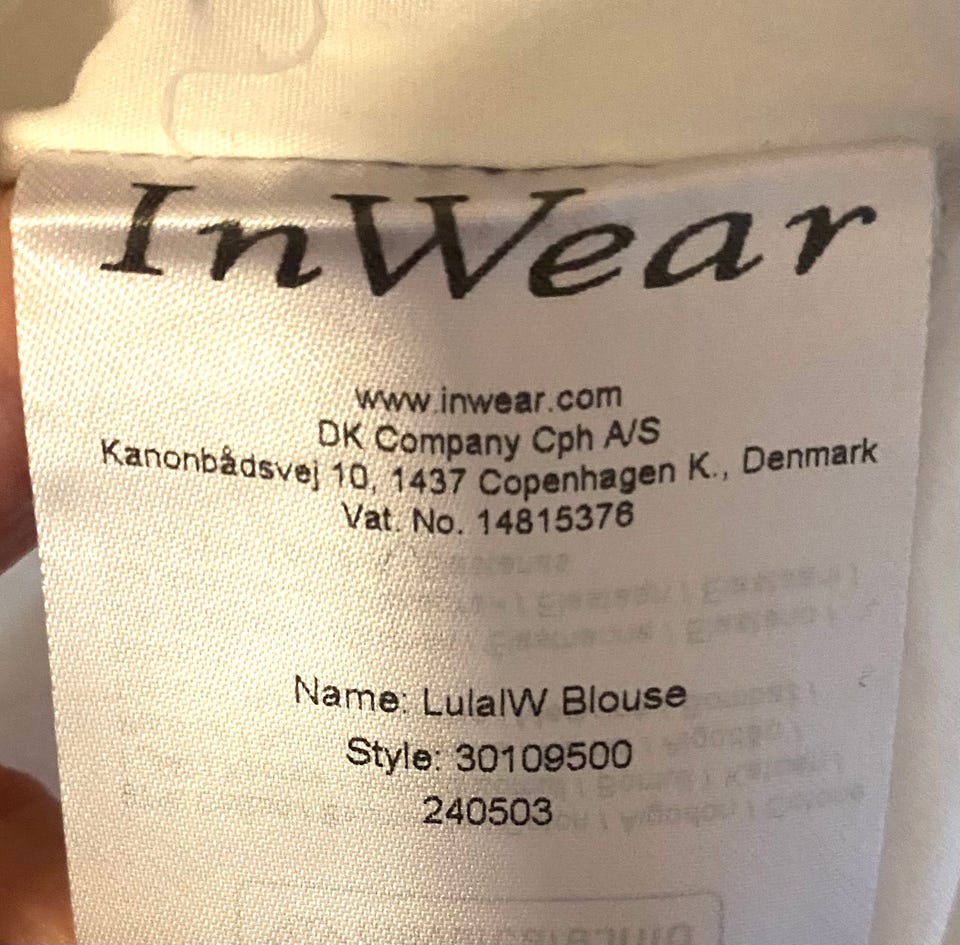 InWear
www.inwear.com
DK Company Cph A/S
Kanonbådsvej 10, 1437 Copenhagen K., Denmark
Vat. No. 14815376
Name: LulaIW Blouse
Style: 30109500
240503